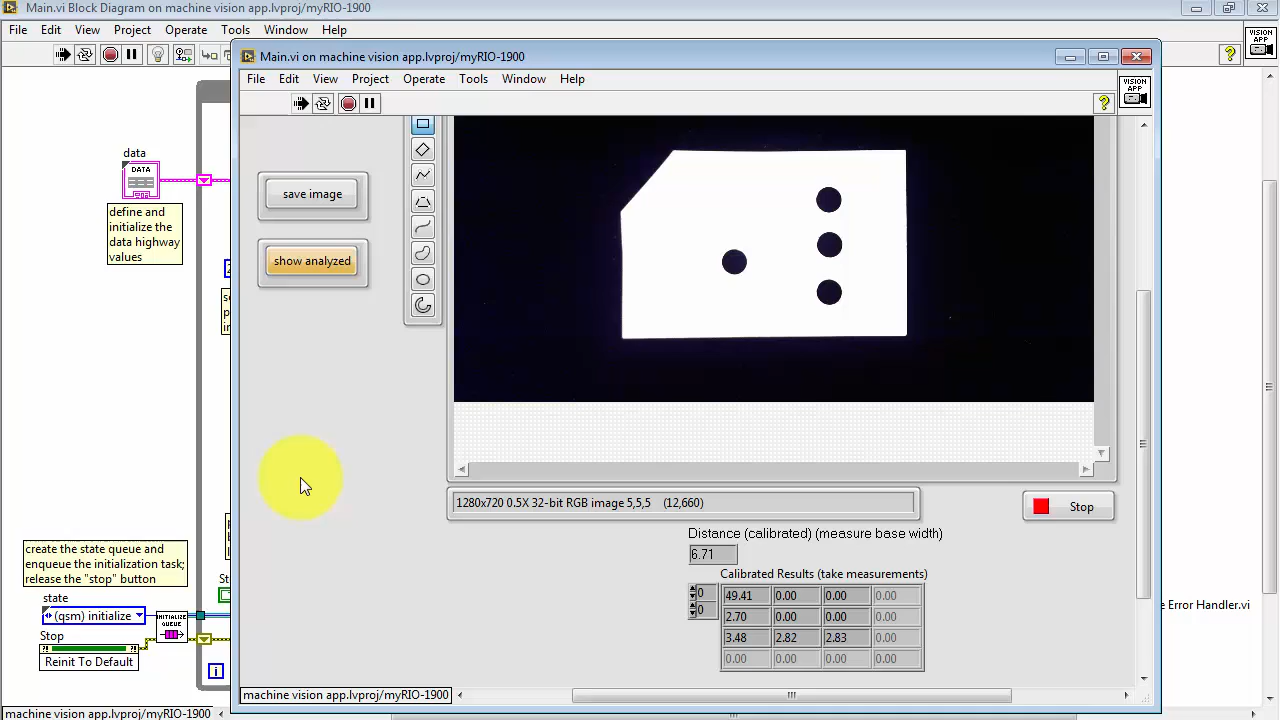 Main.vi Block Diagram on machine vision app.lvproj/myRIO-1900
File Edit View Project Operate Tools Window Help
VISION
APP
Main.vi on machine vision app.lvproj/myRIO-1900
File Edit View Project Operate Tools Window Help
VISION
APP
data
DATA
define and
initialize the
data highway
values
save image
show analyzed
1280x720 0.5X 32-bit RGB image 5,5,5 (12,660)
Stop
Distance (calibrated) (measure base width)
6.71
Calibrated Results (take measurements)
0 49.41 0.00 0.00 0.00
0 2.70 0.00 0.00 0.00
3.48 2.82 2.83 0.00
0.00 0.00 0.00 0.00
create the state queue and
enqueue the initialization task;
release the "stop" button
state
(qsm) initialize
INITIALIZE
QUEUE
Stop
Reinit To Default
i
e Error Handler.vi
machine vision app.lvproj/myRIO-1900
machine vision app.lvproj/myRIO-1900